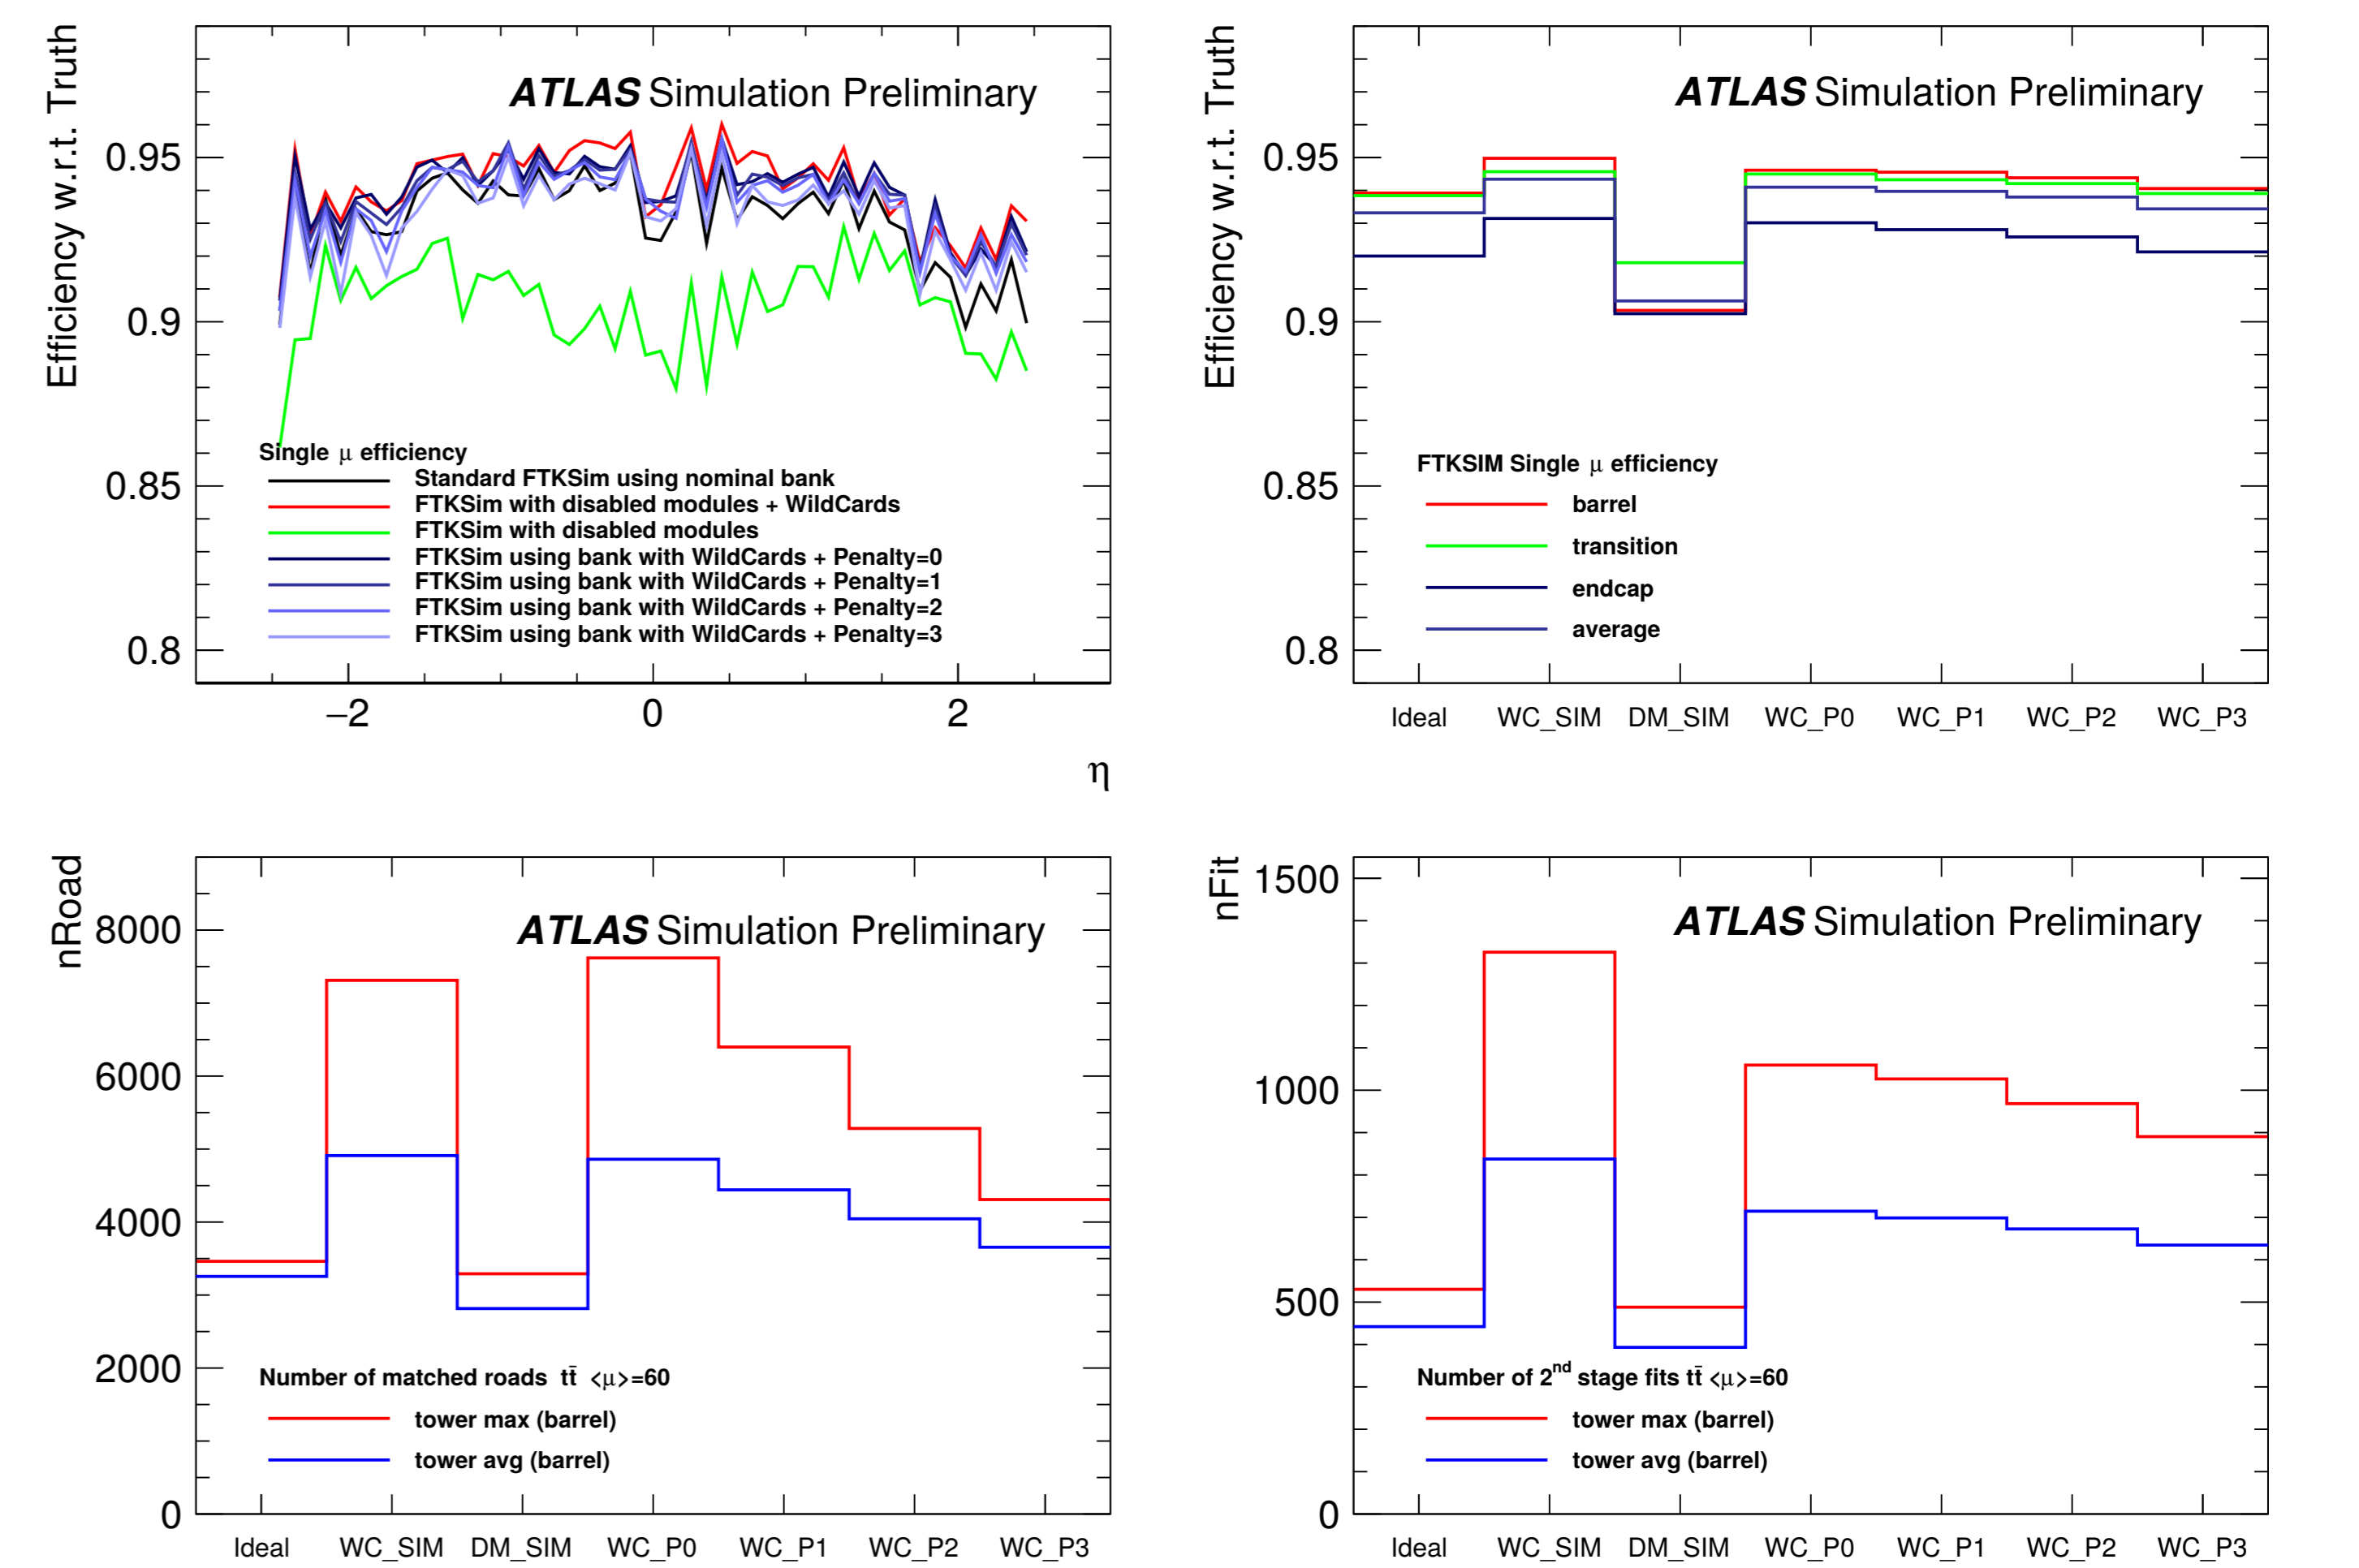 Efficiency w.r.t. Truth
ATLAS Simulation Preliminary
0.95
0.9
0.85
0.8
Single μ efficiency
Standard FTKSim using nominal bank
FTKSim with disabled modules + WildCards
FTKSim with disabled modules
FTKSim using bank with WildCards + Penalty=0
FTKSim using bank with WildCards + Penalty=1
FTKSim using bank with WildCards + Penalty=2
FTKSim using bank with WildCards + Penalty=3
−2 0 2
η
Efficiency w.r.t. Truth
ATLAS Simulation Preliminary
0.95
0.9
0.85
0.8
FTKSIM Single μ efficiency
barrel
transition
endcap
average
Ideal WC_SIM DM_SIM WC_P0 WC_P1 WC_P2 WC_P3
nRoad
ATLAS Simulation Preliminary
8000
6000
4000
2000
0
Number of matched roads tt̄ <μ>=60
tower max (barrel)
tower avg (barrel)
Ideal WC_SIM DM_SIM WC_P0 WC_P1 WC_P2 WC_P3
nFit
ATLAS Simulation Preliminary
1500
1000
500
0
Number of 2nd stage fits tt̄ <μ>=60
tower max (barrel)
tower avg (barrel)
Ideal WC_SIM DM_SIM WC_P0 WC_P1 WC_P2 WC_P3